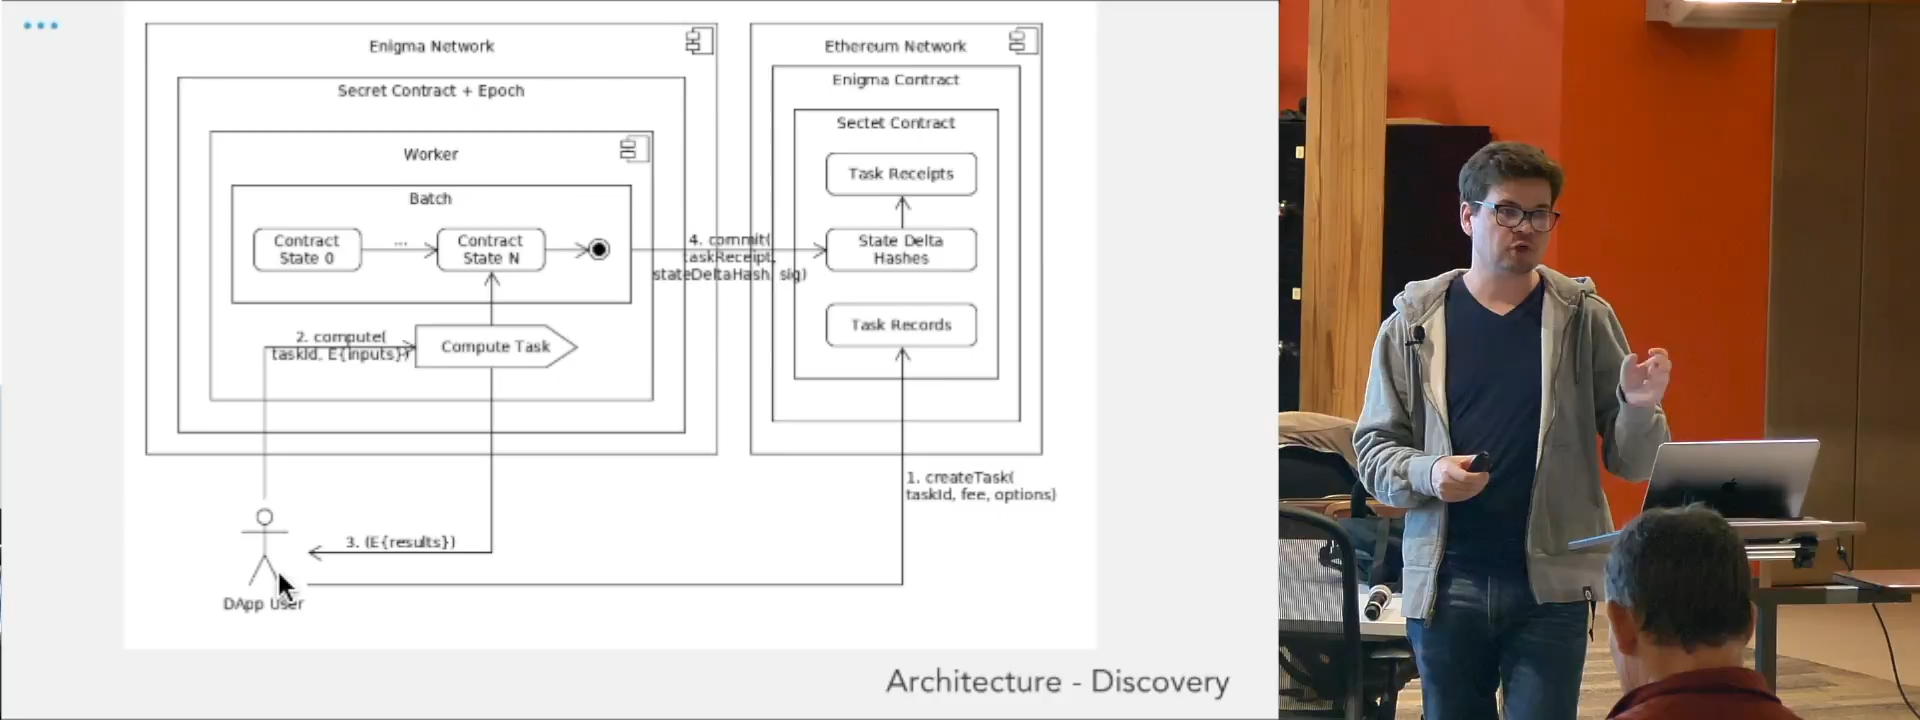 Enigma Network
Secret Contract + Epoch
Worker
Batch
Contract
State 0
...
Contract
State N
2. compute(
taskId, E{inputs})
Compute Task
4. commit(
taskReceipt,
stateDeltaHash, sig)
Ethereum Network
Enigma Contract
Sectet Contract
Task Receipts
State Delta
Hashes
Task Records
1. createTask(
taskId, fee, options)
3. (E{results})
DApp User
Architecture - Discovery